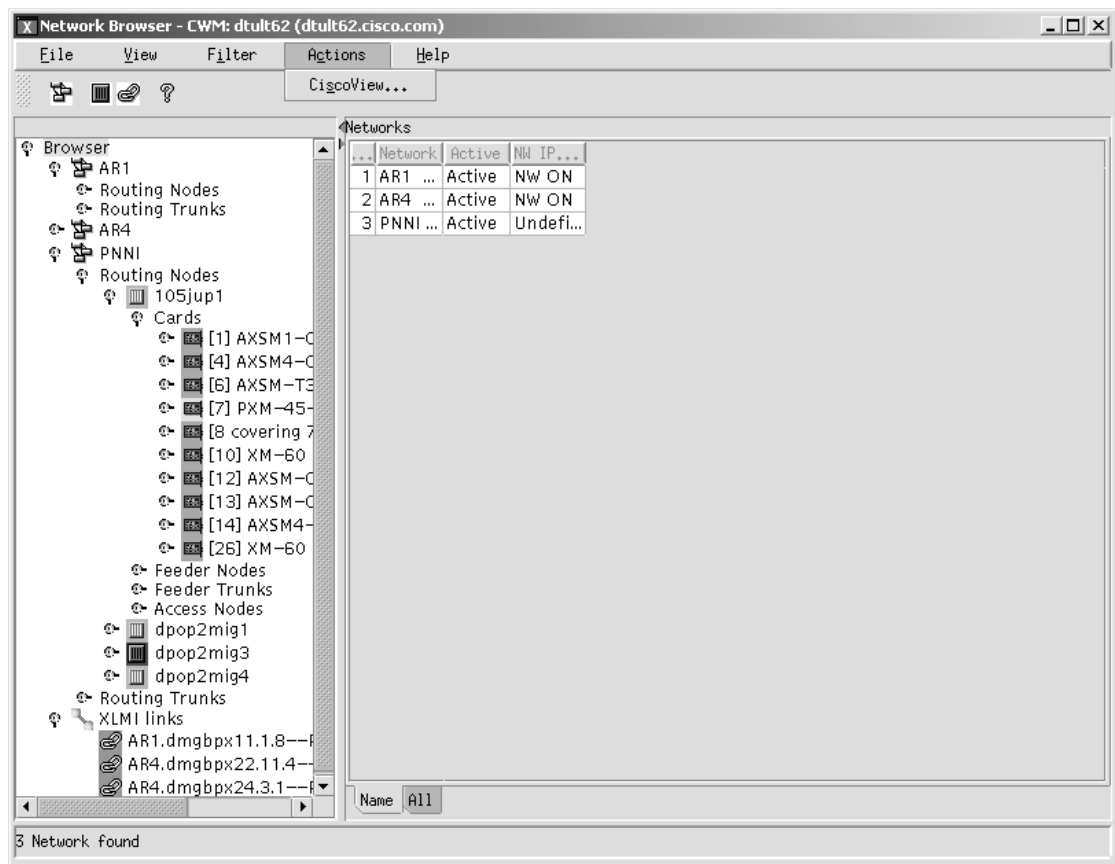 X Network Browser - CWM: dtult62 (dtult62.cisco.com)
File View Filter Actions Help
CiscoView...
Networks
Browser
AR1
Routing Nodes
Routing Trunks
AR4
PNNI
Routing Nodes
105jup1
Cards
[1] AXSM1-
[4] AXSM4-
[6] AXSM-T3
[7] PXM-45-
[8 covering 7
[10] XM-60
[12] AXSM-
[13] AXSM-
[14] AXSM4-
[26] XM-60
Feeder Nodes
Feeder Trunks
Access Nodes
dpop2mig1
dpop2mig3
dpop2mig4
Routing Trunks
XLMI links
AR1.dmgbpx11.1.8--
AR4.dmgbpx22.11.4--
AR4.dmgbpx24.3.1--
... Network Active NW IP...
1 AR1 ... Active NW ON
2 AR4 ... Active NW ON
3 PNNI ... Active Undefi...
Name All
3 Network found